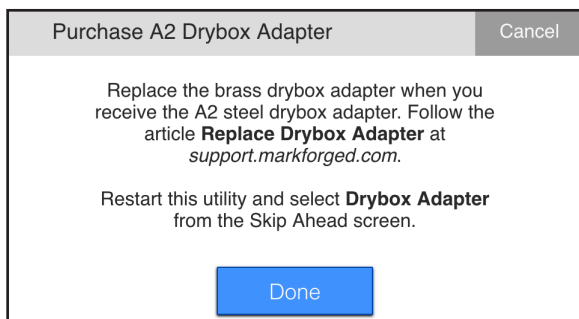 Purchase A2 Drybox Adapter
Cancel
Replace the brass drybox adapter when you
receive the A2 steel drybox adapter. Follow the
article Replace Drybox Adapter at
support.markforged.com.
Restart this utility and select Drybox Adapter
from the Skip Ahead screen.
Done